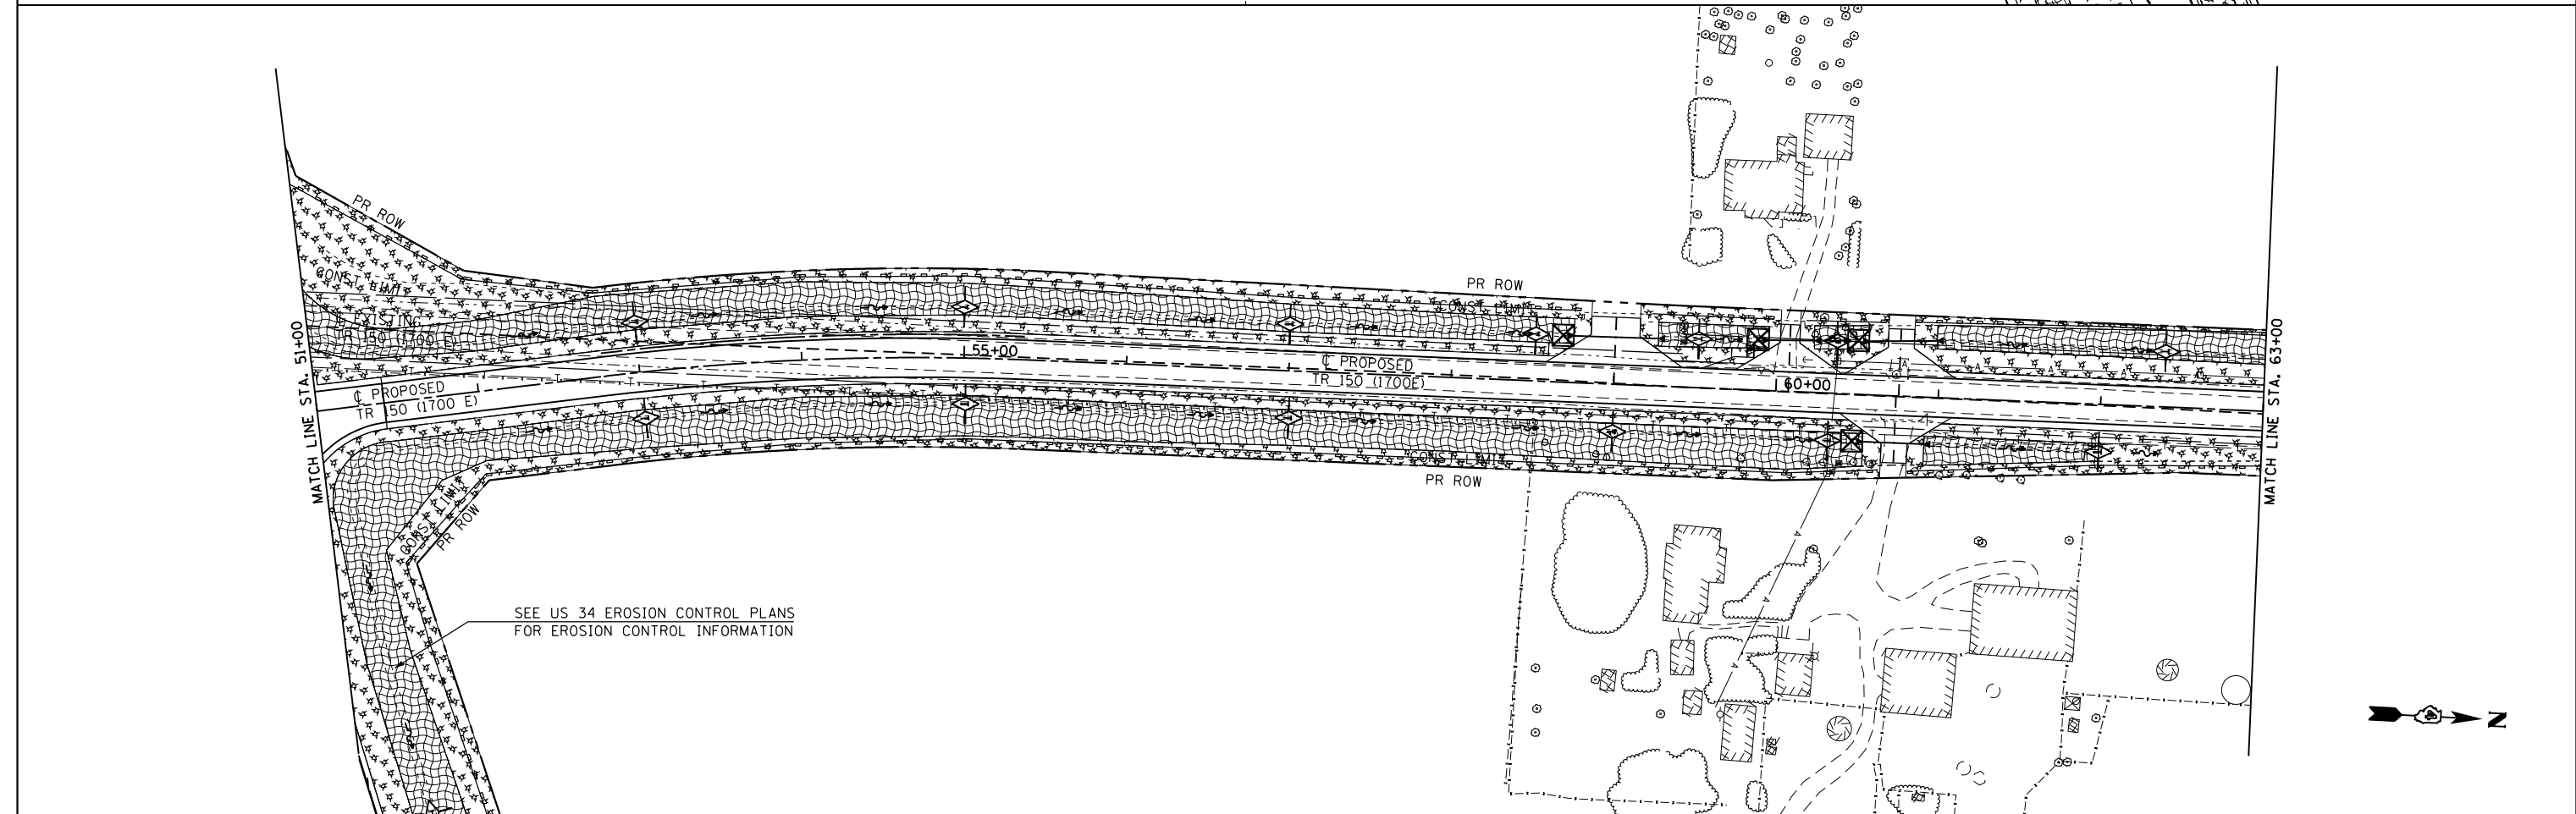 PR ROW
CONST LIMIT
EXISTING
TR 150 (1700 E)
MATCH LINE STA. 51+00
℄ PROPOSED
TR 150 (1700 E)
55+00
℄ PROPOSED
TR 150 (1700E)
PR ROW
CONST LIMIT
60+00
MATCH LINE STA. 63+00
CONST LIMIT
PR ROW
CONST LIMIT
PR ROW
SEE US 34 EROSION CONTROL PLANS
FOR EROSION CONTROL INFORMATION
N